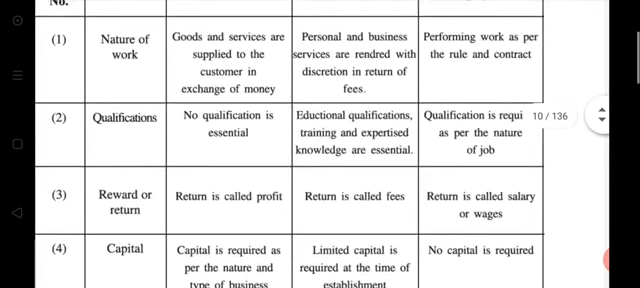 No.
(1) Nature of work Goods and services are supplied to the customer in exchange of money Personal and business services are rendred with discretion in return of fees. Performing work as per the rule and contract
(2) Qualifications No qualification is essential Eductional qualifications, training and expertised knowledge are essential. Qualification is requi as per the nature of job
10 / 136
(3) Reward or return Return is called profit Return is called fees Return is called salary or wages
(4) Capital Capital is required as per the nature and type of business Limited capital is required at the time of establishment No capital is required